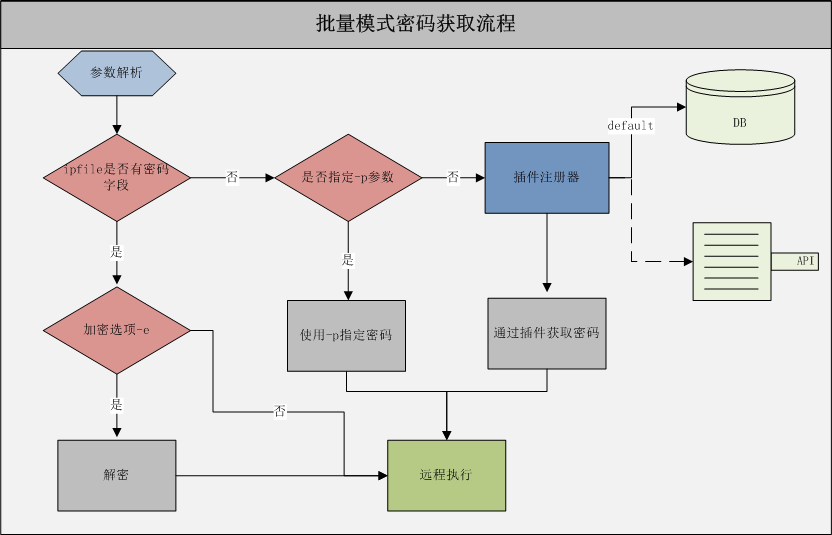 批量模式密码获取流程
参数解析
default
DB
ipfile是否有密码
字段
否
是否指定-p参数
否
插件注册器
是
是
API
加密选项-e
使用-p指定密码
通过插件获取密码
是
否
解密
远程执行